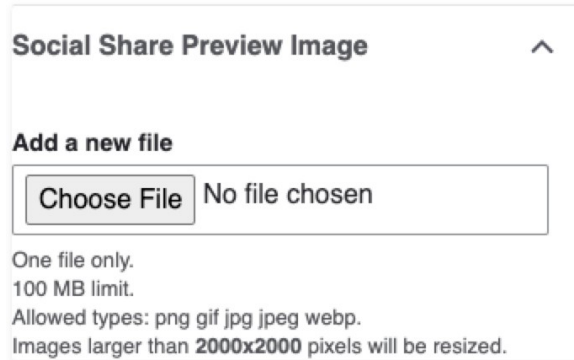 Social Share Preview Image
Add a new file
Choose File No file chosen
One file only.
100 MB limit.
Allowed types: png gif jpg jpeg webp.
Images larger than 2000x2000 pixels will be resized.